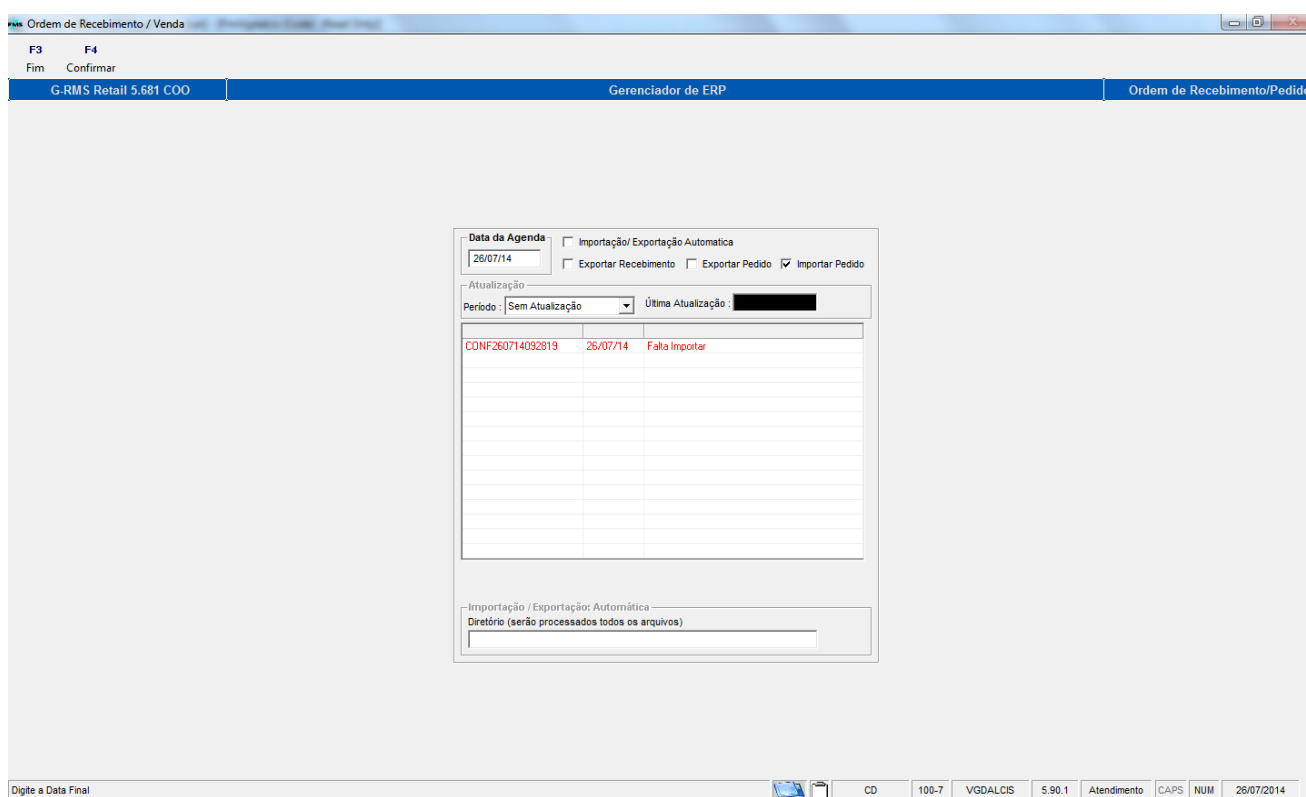 RMS Ordem de Recebimento / Venda
F3 F4
Fim Confirmar
G-RMS Retail 5.681 COO Gerenciador de ERP Ordem de Recebimento/Pedido
Data da Agenda
26/07/14
Importação/ Exportação Automatica
Exportar Recebimento Exportar Pedido Importar Pedido
Atualização
Período : Sem Atualização Última Atualização :
CONF260714092819 26/07/14 Falta Importar
Importação / Exportação: Automática
Diretório (serão processados todos os arquivos)
Digite a Data Final CD 100-7 VGDALCIS 5.90.1 Atendimento CAPS NUM 26/07/2014